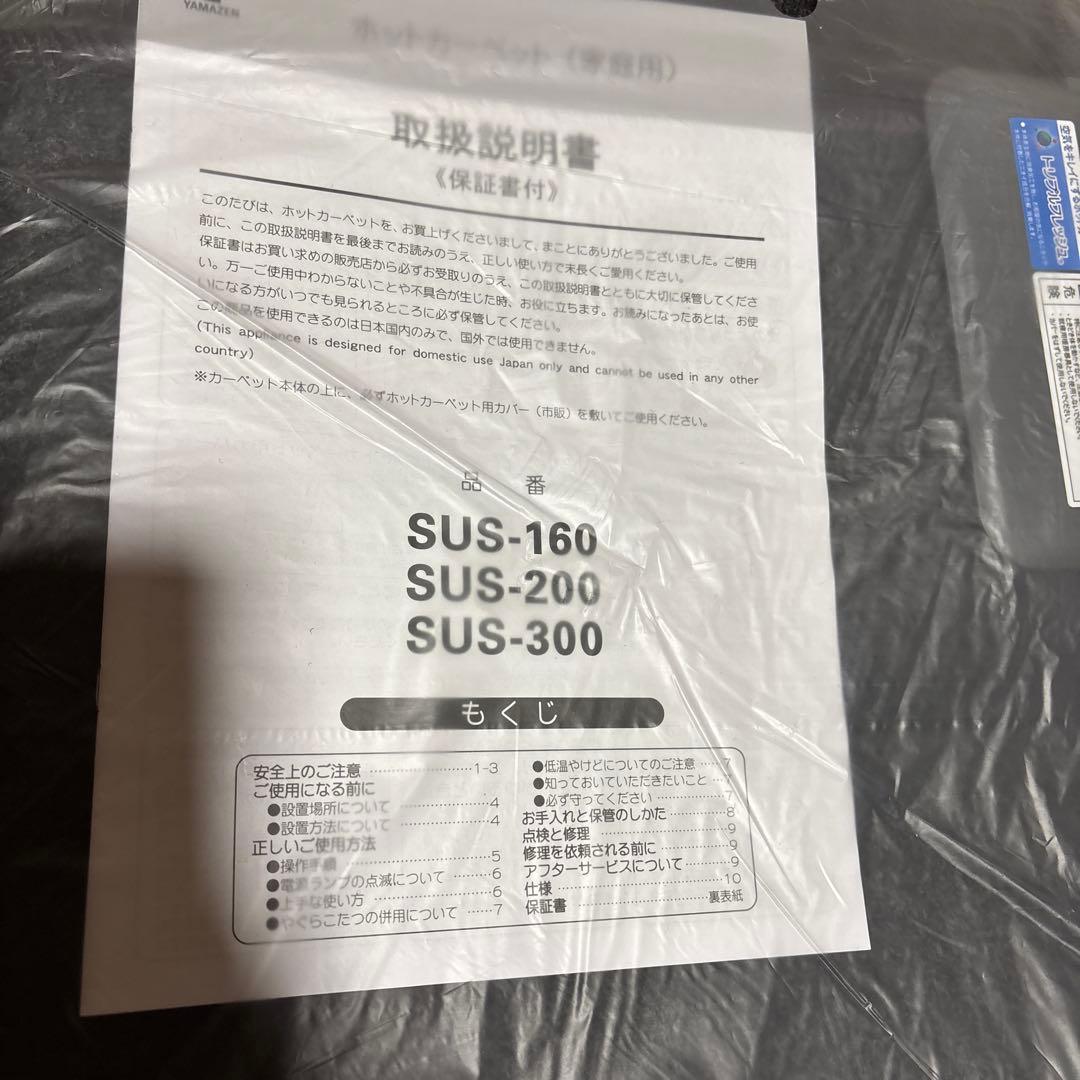 YAMAZEN
ホットカーペット（家庭用）
取扱説明書
《保証書付》
このたびは、ホットカーペットを、お買上げくださいまして、まことにありがとうございました。ご使用
前に、この取扱説明書を最後までお読みのうえ、正しい使い方で末長くご愛用ください。
保証書はお買い求めの販売店から必ずお受取りのうえ、この取扱説明書とともに大切に保管してくださ
い。万一ご使用中わからないことや不具合が生じた時、お役に立ちます。お読みになったあとは、お使
いになる方がいつでも見られるところに必ず保管してください。
この商品を使用できるのは日本国内のみで、国外では使用できません。
(This appliance is designed for domestic use Japan only and cannot be used in any other
country)
※カーペット本体の上に、必ずホットカーペット用カバー（市販）を敷いてご使用ください。
品 番
SUS-160
SUS-200
SUS-300
もくじ
安全上のご注意 ……………………1-3
ご使用になる前に
●設置場所について ……………………4
●設置方法について ……………………4
正しいご使用方法
●操作手順 ……………………5
●電源ランプの点滅について ………6
●上手な使い方 ……………………6
●やぐらこたつの併用について ……7
●低温やけどについてのご注意 ……7
●知っておいていただきたいこと …7
●必ず守ってください ……………7
お手入れと保管のしかた ……………8
点検と修理 ……………………9
修理を依頼される前に ……………9
アフターサービスについて …………9
仕様 ……………………10
保証書 ……………………裏表紙
空気をキレイにする
トリプルフレッシュ
危険